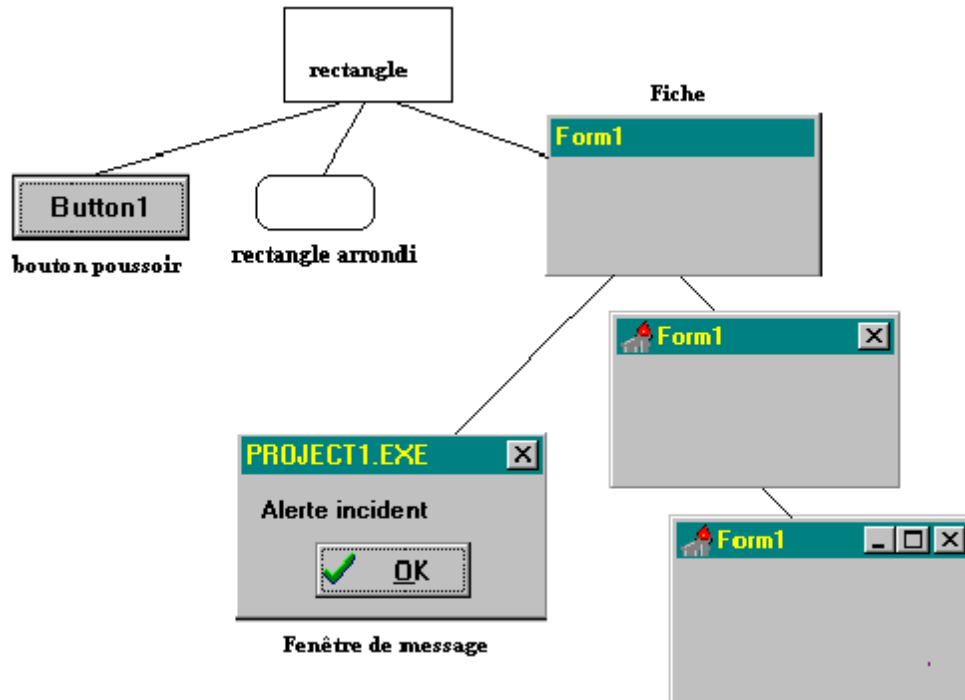 rectangle
Fiche
Form1
Button1
bouton poussoir
rectangle arrondi
Form1
PROJECT1.EXE
Alerte incident
OK
Form1
Fenêtre de message